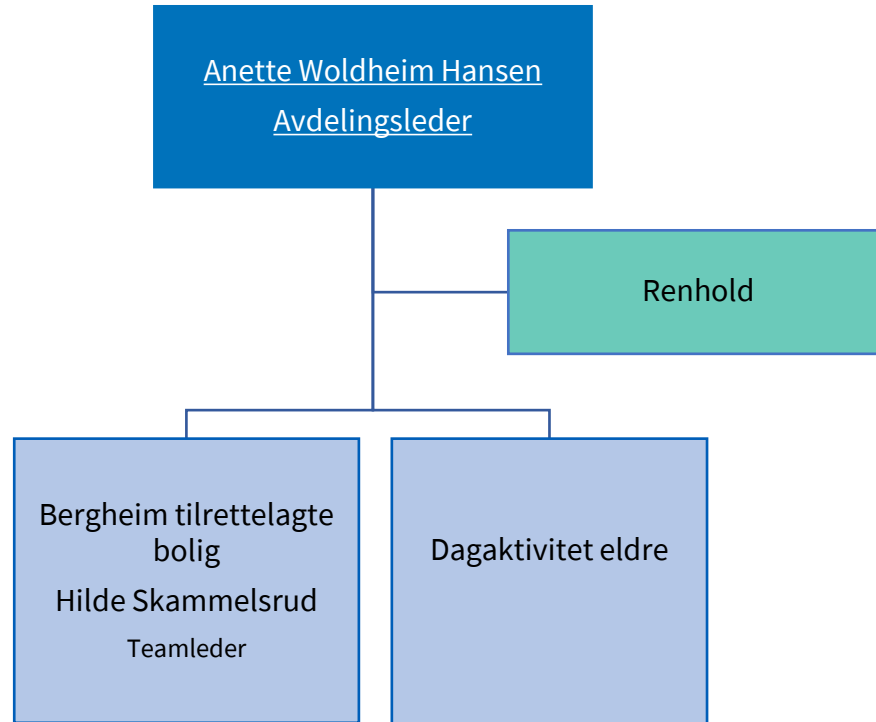 Anette Woldheim Hansen
Avdelingsleder
Renhold
Bergheim tilrettelagte
bolig
Hilde Skammelsrud
Teamleder
Dagaktivitet eldre